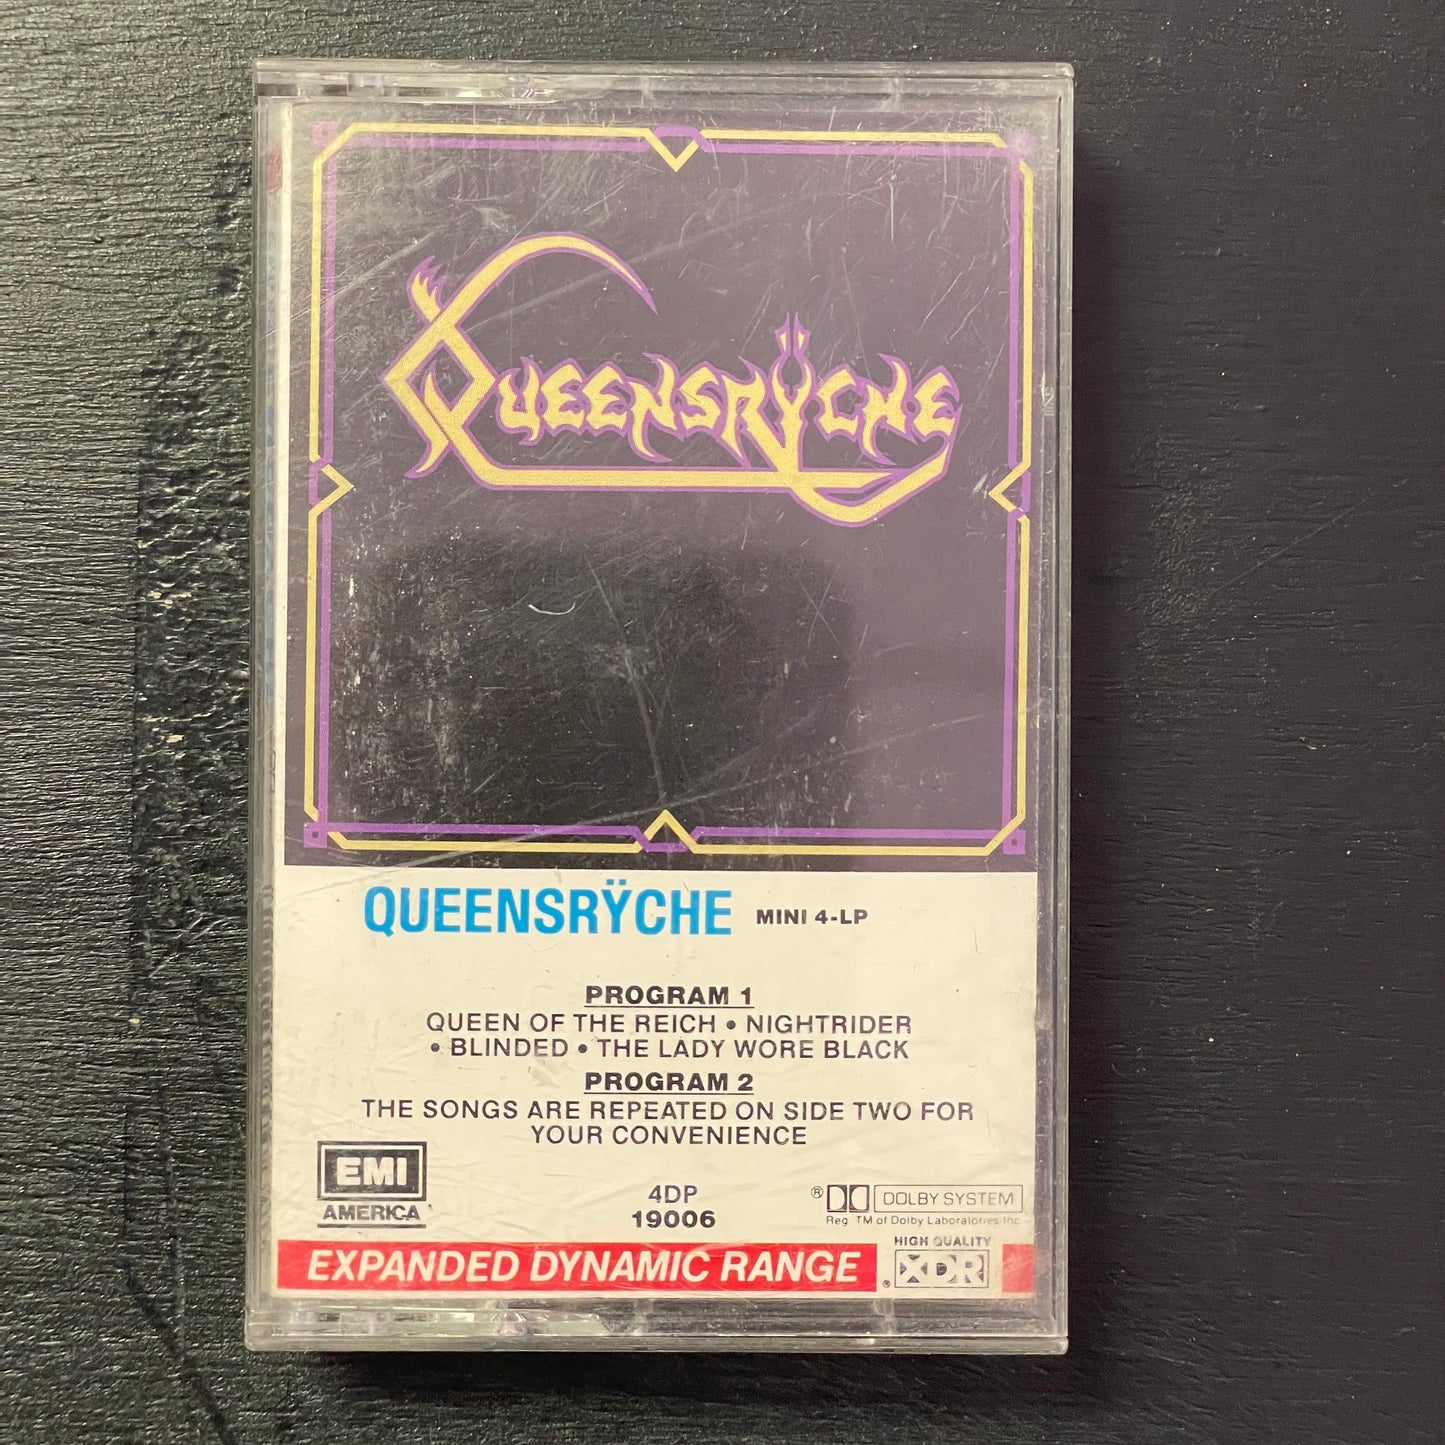 QUEENSRŸCHE
QUEENSRŸCHE MINI 4-LP
PROGRAM 1
QUEEN OF THE REICH • NIGHTRIDER
• BLINDED • THE LADY WORE BLACK
PROGRAM 2
THE SONGS ARE REPEATED ON SIDE TWO FOR
YOUR CONVENIENCE
EMI
AMERICA
4DP
19006
® DOLBY SYSTEM
Reg. TM of Dolby Laboratories Inc
EXPANDED DYNAMIC RANGE
HIGH QUALITY
® XDR